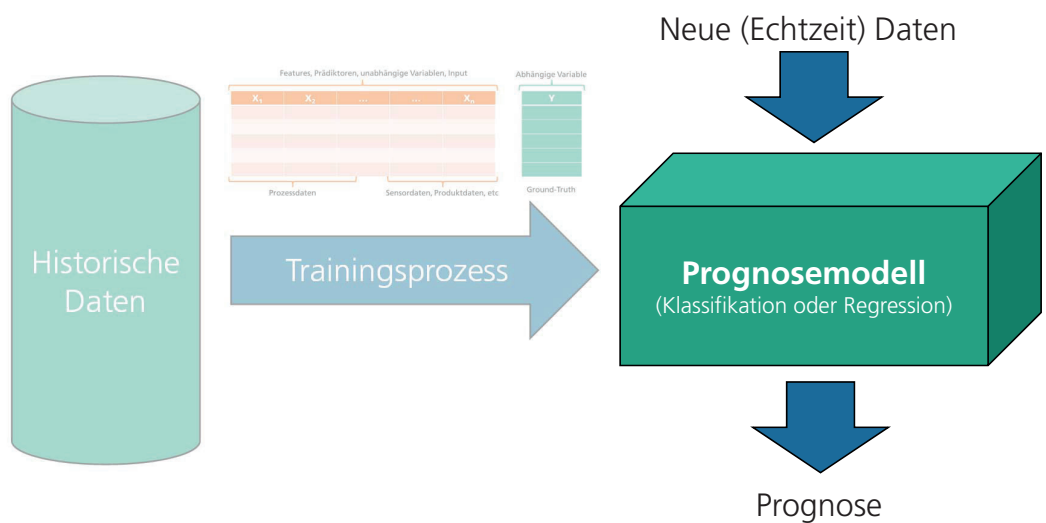 Neue (Echtzeit) Daten
Features, Prädiktoren, unabhängige Variablen, Input
Abhängige Variable
X₁ X₂ ... ... Xₙ
Y
Prozessdaten
Sensordaten, Produktdaten, etc
Ground-Truth
Historische
Daten
Trainingsprozess
Prognosemodell
(Klassifikation oder Regression)
Prognose